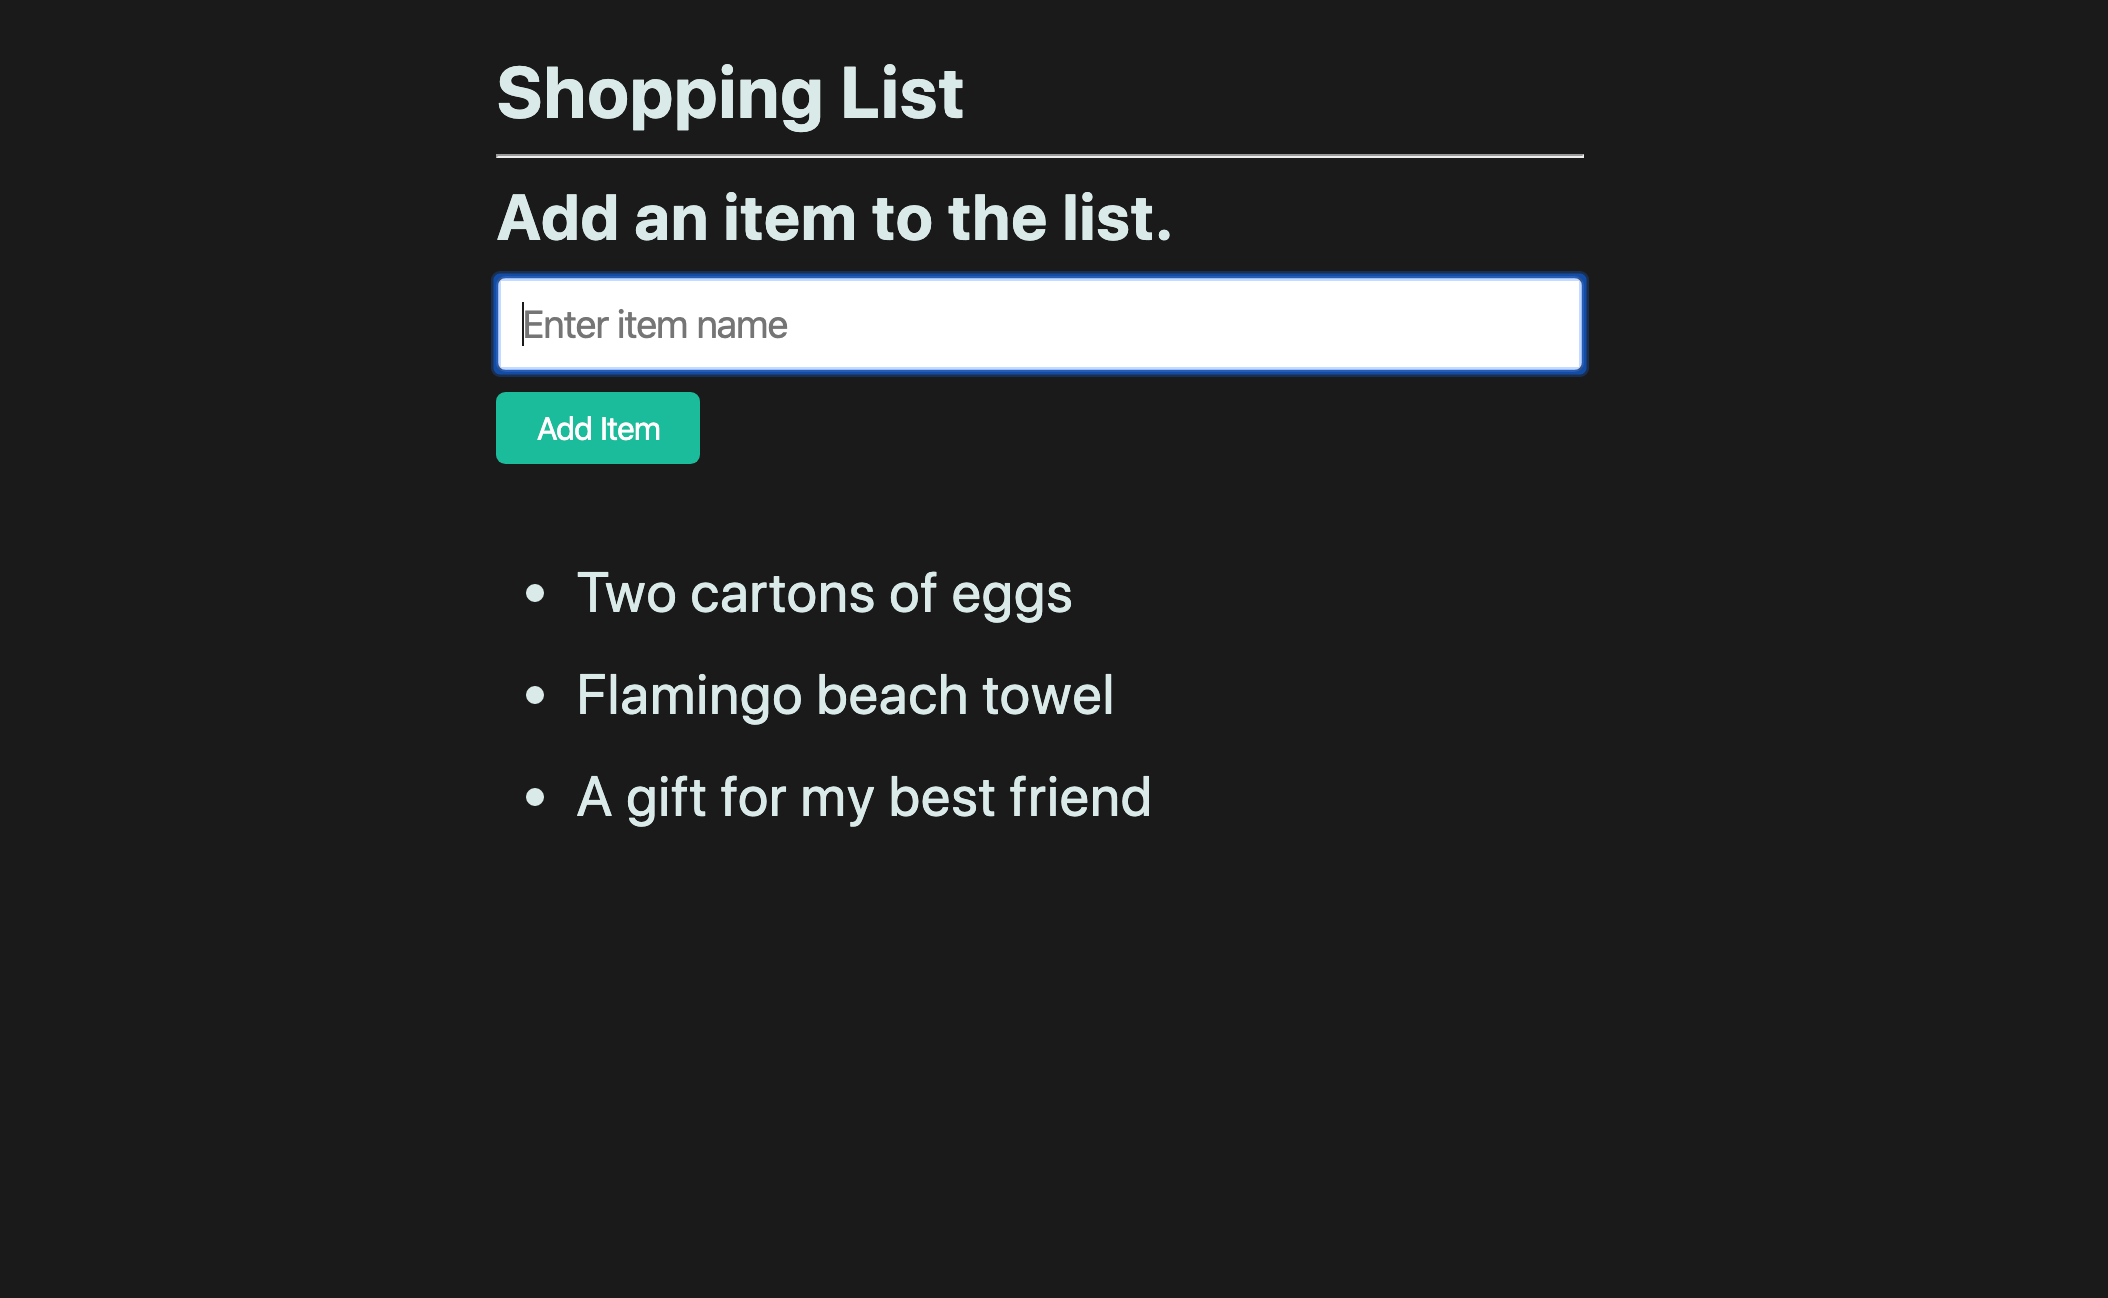 Shopping List
Add an item to the list.
Enter item name
Add Item
Two cartons of eggs
Flamingo beach towel
A gift for my best friend